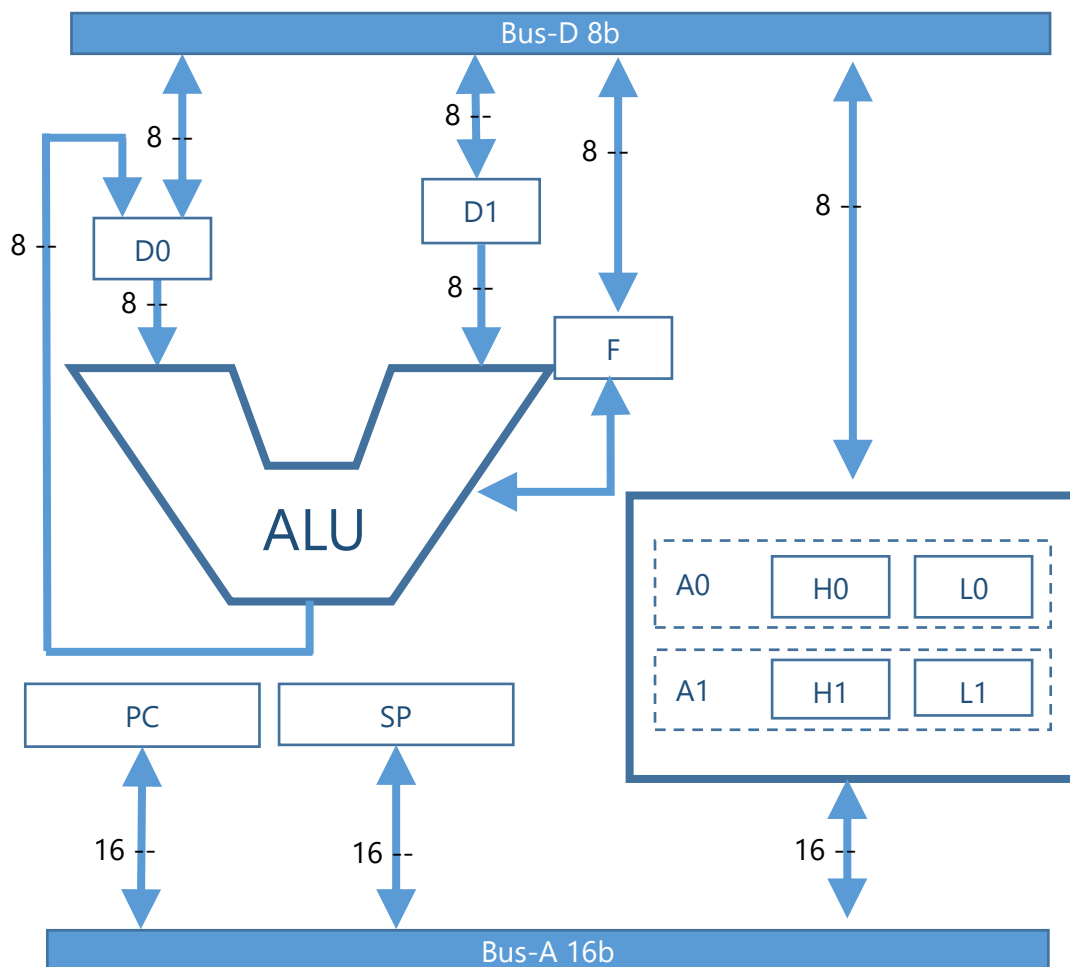 Bus-D 8b
8 --
8 --
8 --
8 --
8 --
D0
D1
8 --
8 --
F
ALU
A0 H0 L0
A1 H1 L1
PC
SP
16 --
16 --
16 --
Bus-A 16b